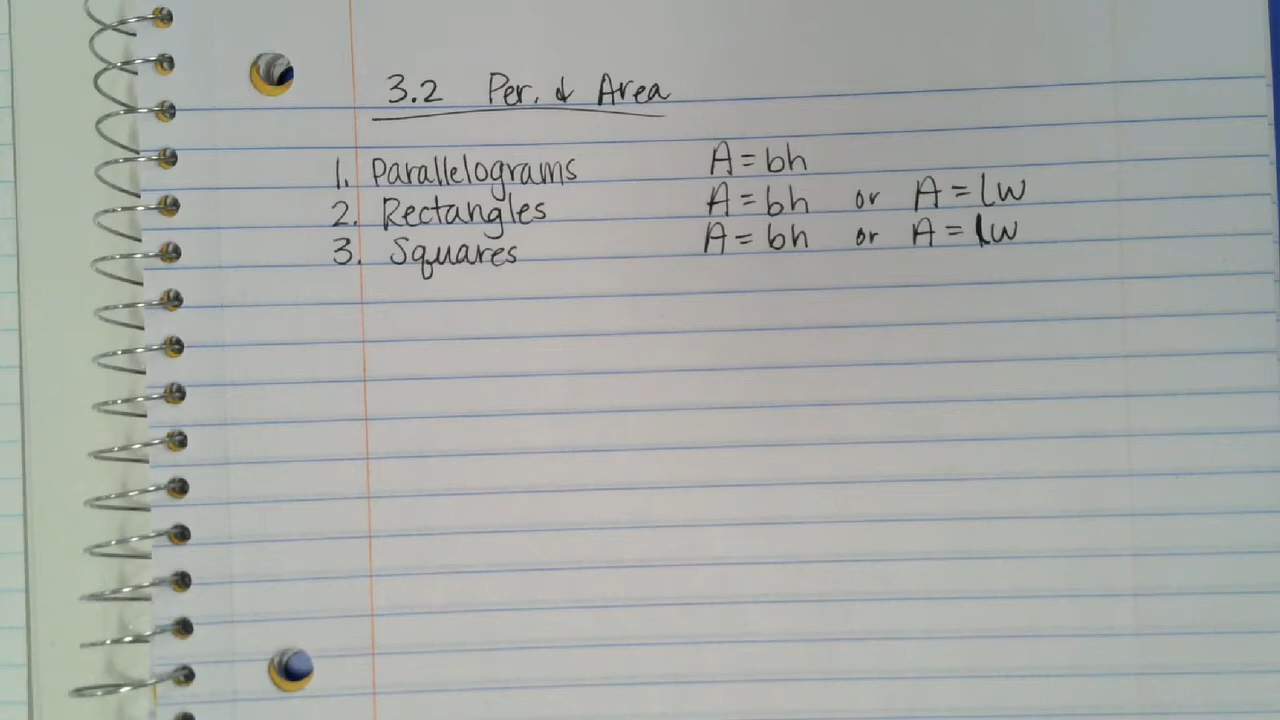 3.2 Per. & Area
1. Parallelograms A = bh
2. Rectangles A = bh or A = lw
3. Squares A = bh or A = lw